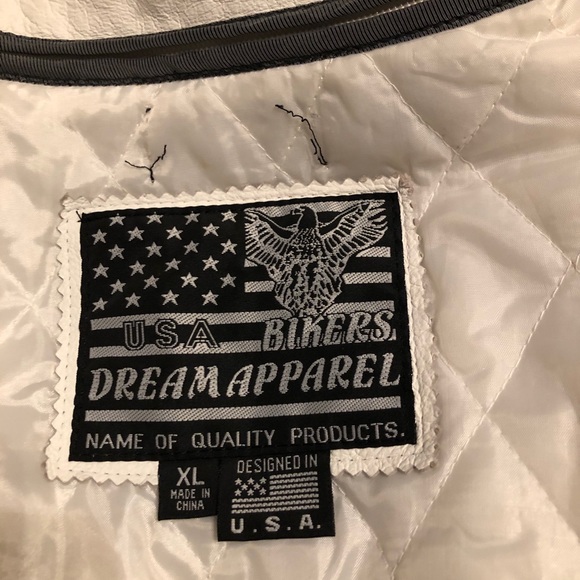 USA BIKERS
DREAM APPAREL
NAME OF QUALITY PRODUCTS.
XL
MADE IN
CHINA
DESIGNED IN
U.S.A.